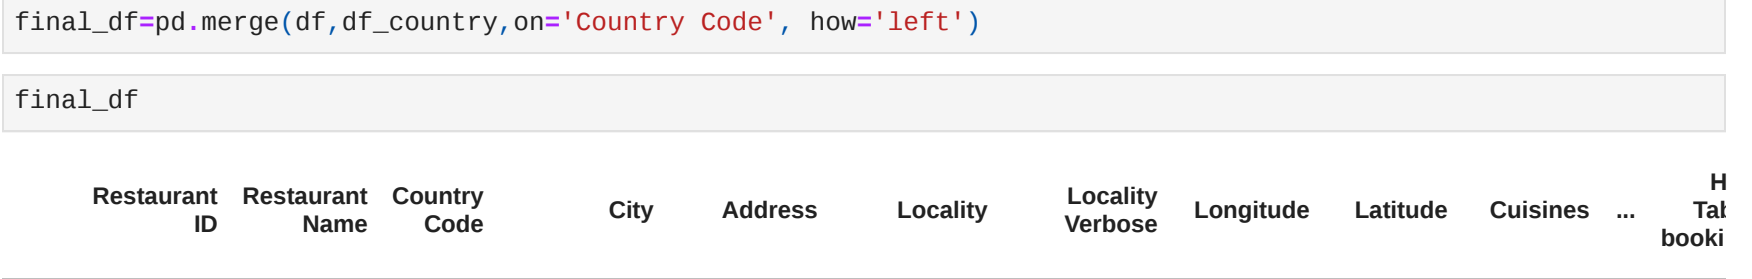 final_df=pd.merge(df,df_country,on='Country Code', how='left')
final_df
Restaurant ID Restaurant Name Country Code City Address Locality Locality Verbose Longitude Latitude Cuisines ...